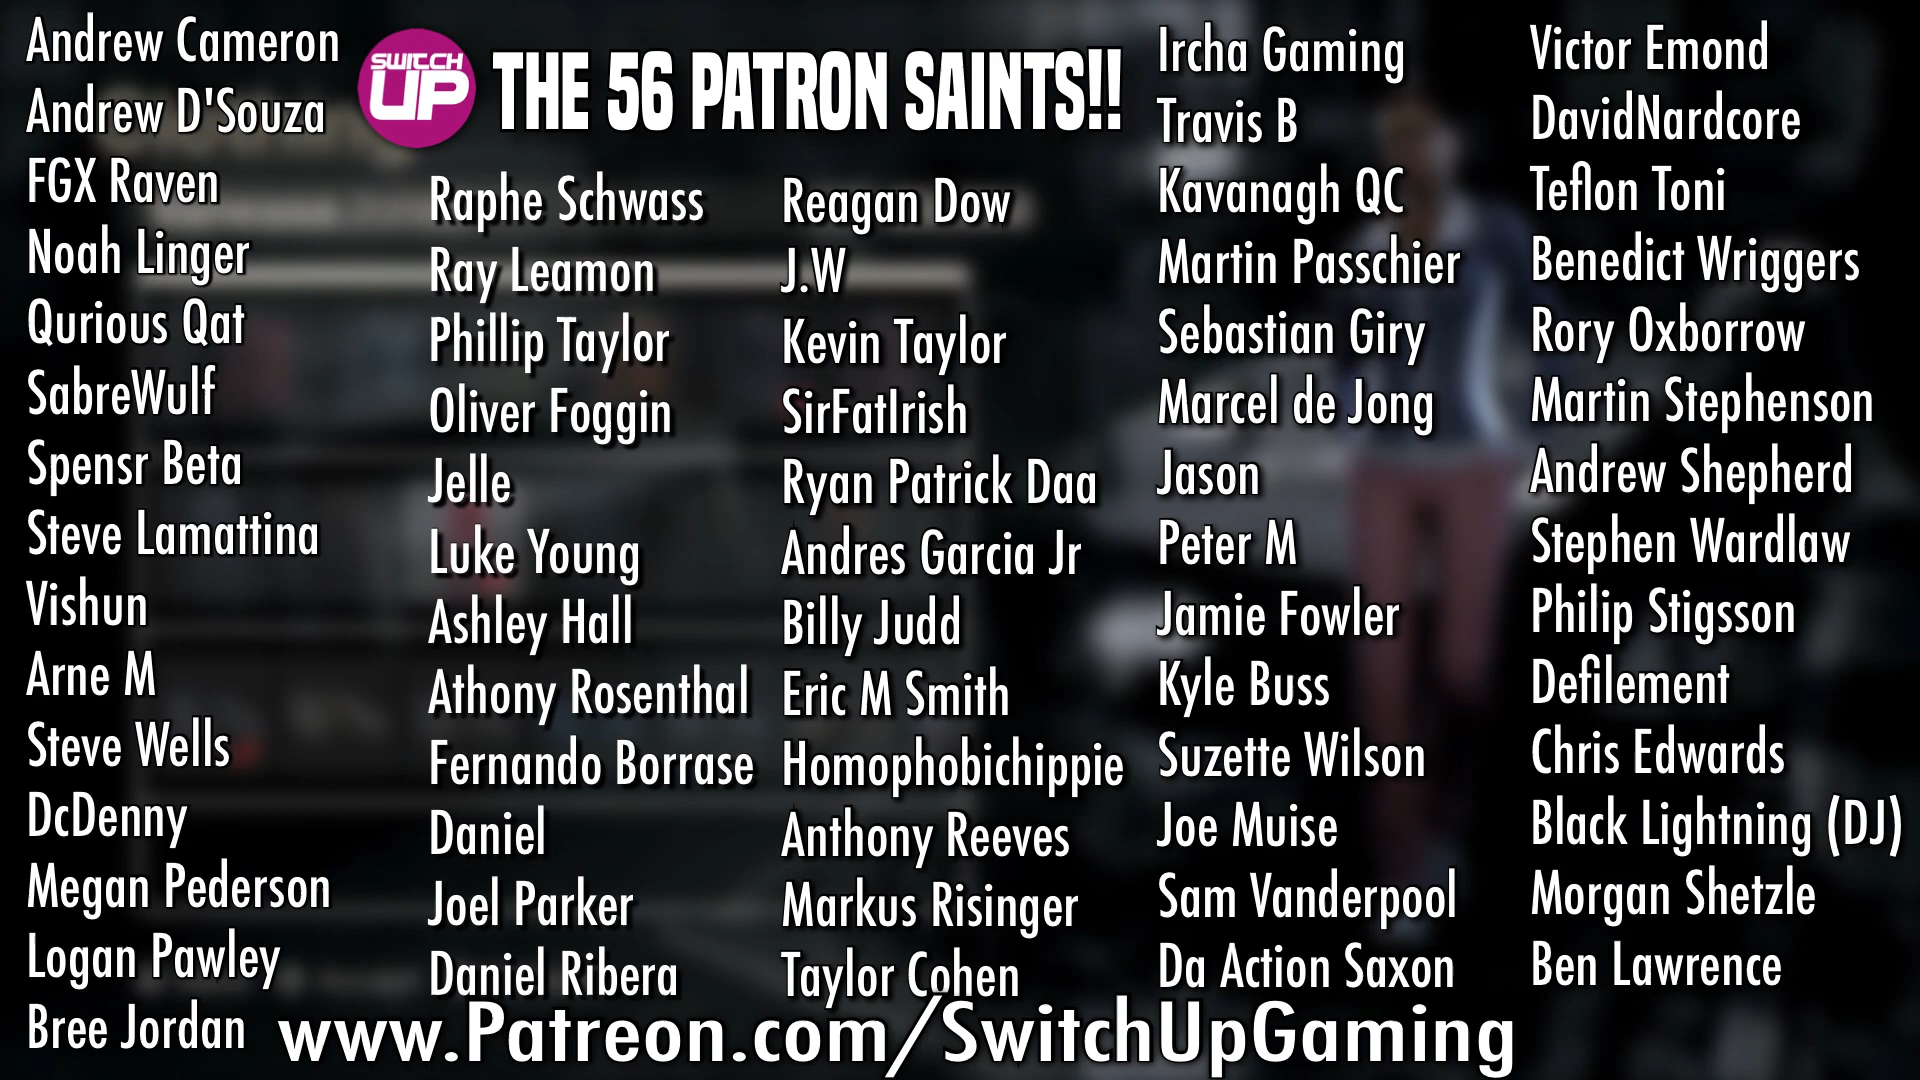 Andrew Cameron
Andrew D'Souza
FGX Raven
Noah Linger
Qurious Qat
SabreWulf
Spensr Beta
Steve Lamattina
Vishun
Arne M
Steve Wells
DcDenny
Megan Pederson
Logan Pawley
Bree Jordan
SWITCH
UP
THE 56 PATRON SAINTS!!
Raphe Schwass
Ray Leamon
Phillip Taylor
Oliver Foggin
Jelle
Luke Young
Ashley Hall
Athony Rosenthal
Fernando Borrase
Daniel
Joel Parker
Daniel Ribera
Reagan Dow
J.W
Kevin Taylor
SirFatIrish
Ryan Patrick Daa
Andres Garcia Jr
Billy Judd
Eric M Smith
Homophobichippie
Anthony Reeves
Markus Risinger
Taylor Cohen
Ircha Gaming
Travis B
Kavanagh QC
Martin Passchier
Sebastian Giry
Marcel de Jong
Jason
Peter M
Jamie Fowler
Kyle Buss
Suzette Wilson
Joe Muise
Sam Vanderpool
Da Action Saxon
Victor Emond
DavidNardcore
Teflon Toni
Benedict Wriggers
Rory Oxborrow
Martin Stephenson
Andrew Shepherd
Stephen Wardlaw
Philip Stigsson
Defilement
Chris Edwards
Black Lightning (DJ)
Morgan Shetzle
Ben Lawrence
www.Patreon.com/SwitchUpGaming